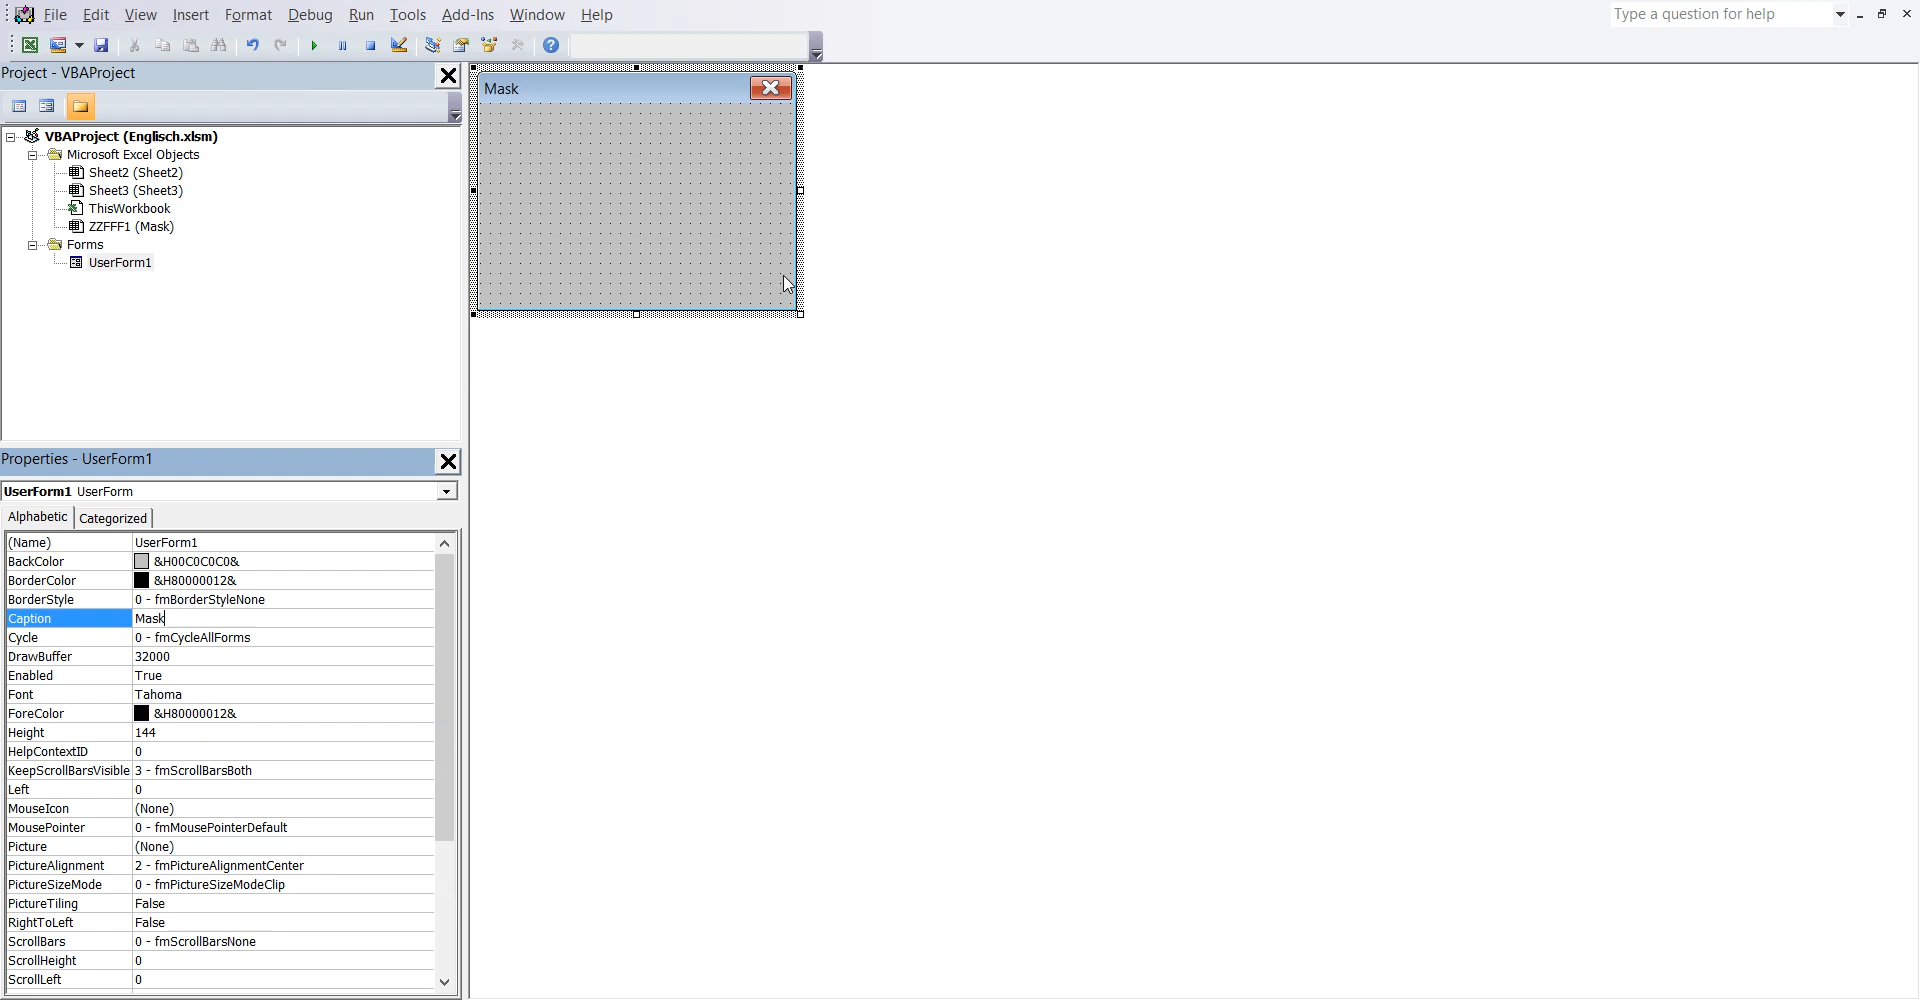 File Edit View Insert Format Debug Run Tools Add-Ins Window Help
Type a question for help
Project - VBAProject
VBAProject (Englisch.xlsm)
Microsoft Excel Objects
Sheet2 (Sheet2)
Sheet3 (Sheet3)
ThisWorkbook
ZZFFF1 (Mask)
Forms
UserForm1
Mask
Properties - UserForm1
UserForm1 UserForm
Alphabetic Categorized
(Name) UserForm1
BackColor &H00C0C0C0&
BorderColor &H80000012&
BorderStyle 0 - fmBorderStyleNone
Caption Mask
Cycle 0 - fmCycleAllForms
DrawBuffer 32000
Enabled True
Font Tahoma
ForeColor &H80000012&
Height 144
HelpContextID 0
KeepScrollBarsVisible 3 - fmScrollBarsBoth
Left 0
MouseIcon (None)
MousePointer 0 - fmMousePointerDefault
Picture (None)
PictureAlignment 2 - fmPictureAlignmentCenter
PictureSizeMode 0 - fmPictureSizeModeClip
PictureTiling False
RightToLeft False
ScrollBars 0 - fmScrollBarsNone
ScrollHeight 0
ScrollLeft 0